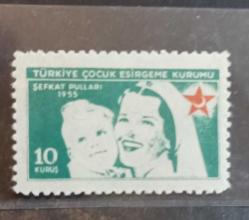 TÜRKİYE ÇOCUK ESİRGEME KURUMU
ŞEFKAT PULLARI
1955
10
KURUŞ